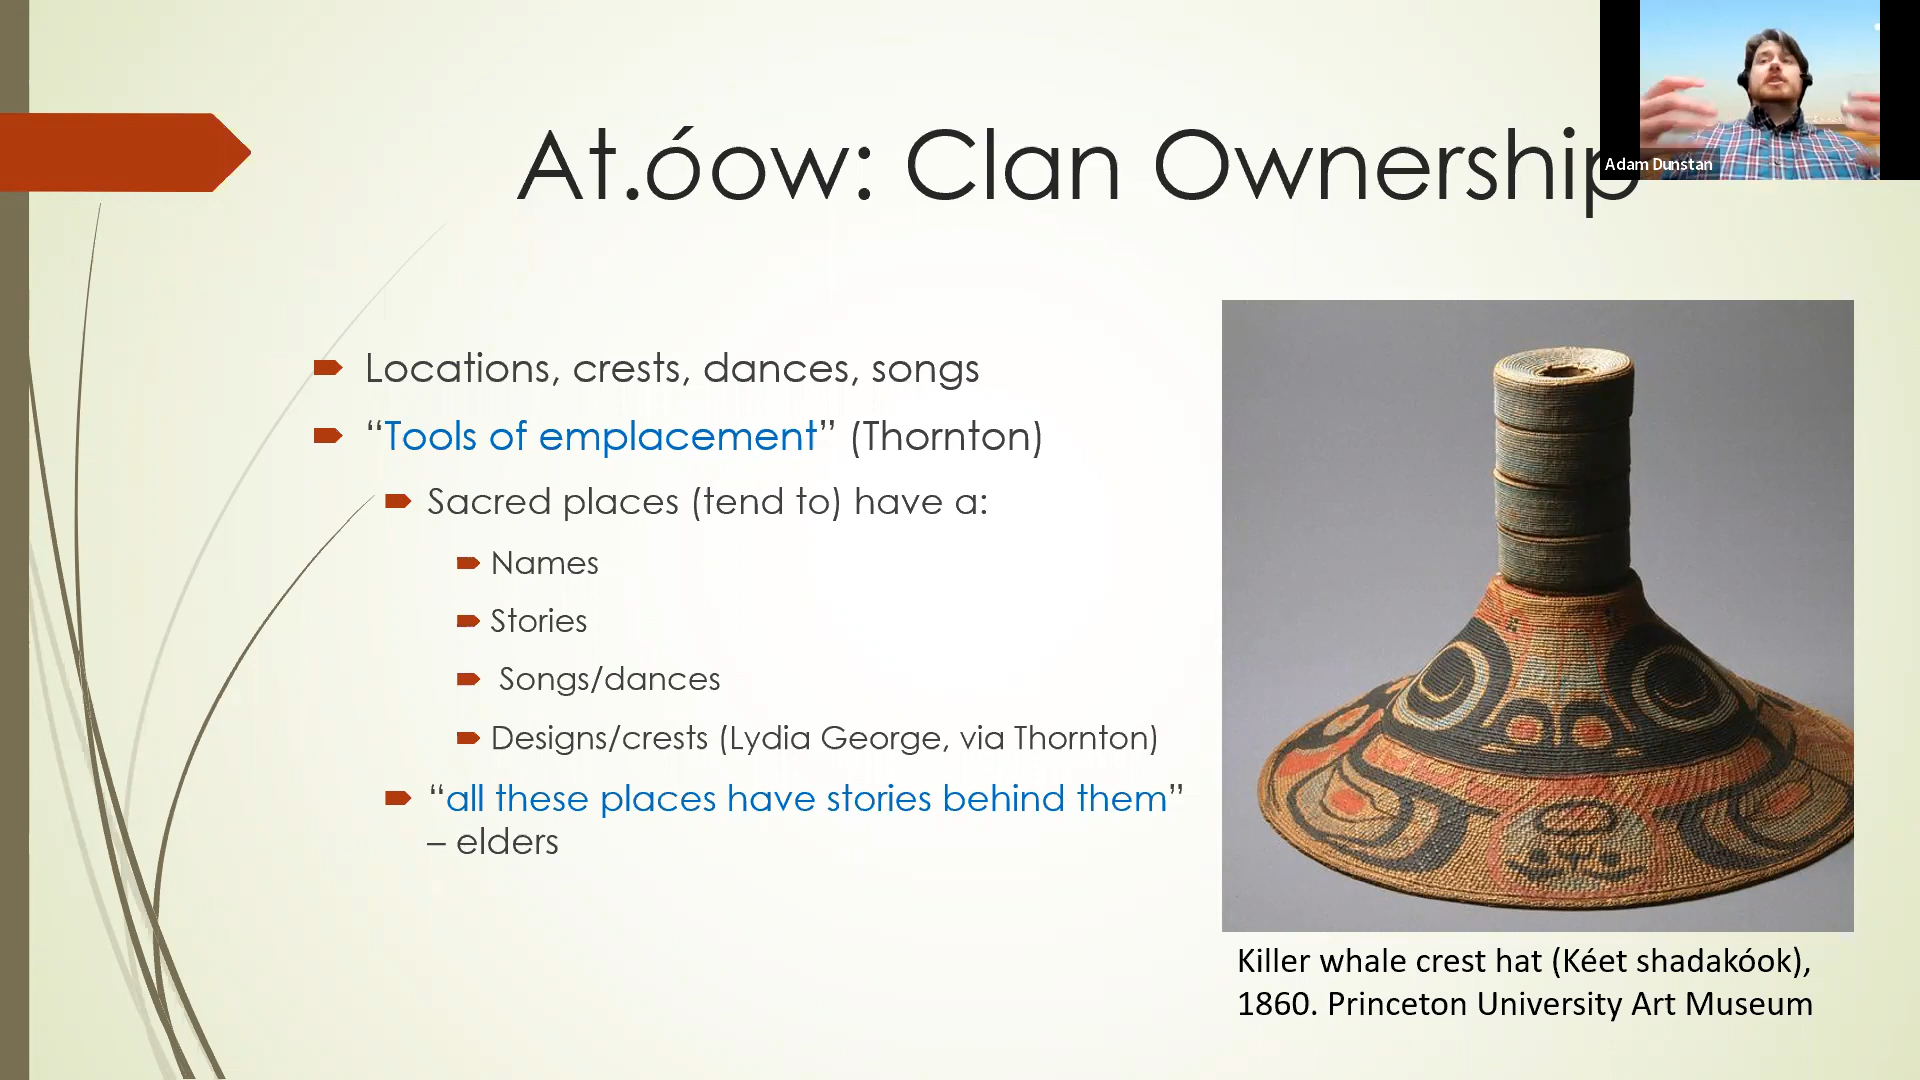 At.óow: Clan Ownership
Adam Dunstan
Locations, crests, dances, songs
“Tools of emplacement” (Thornton)
Sacred places (tend to) have a:
Names
Stories
Songs/dances
Designs/crests (Lydia George, via Thornton)
“all these places have stories behind them”
– elders
Killer whale crest hat (Kéet shadakóok),
1860. Princeton University Art Museum